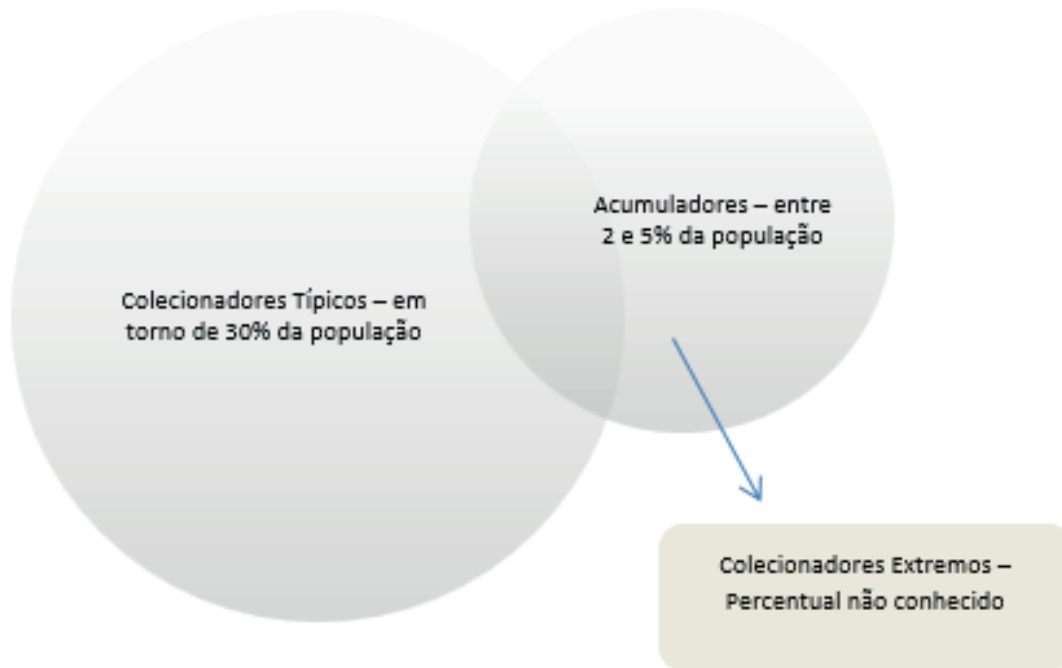 Acumuladores – entre
2 e 5% da população
Colecionadores Típicos – em
torno de 30% da população
Colecionadores Extremos –
Percentual não conhecido